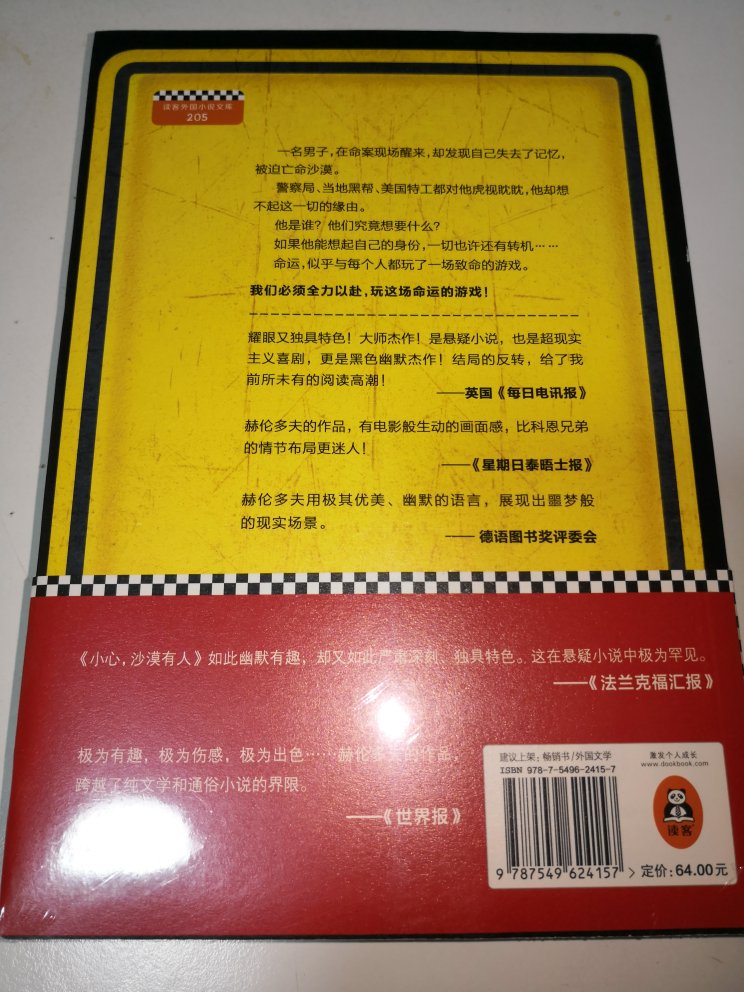 读客外国小说文库
205
一名男子，在命案现场醒来，却发现自己失去了记忆，
被迫亡命沙漠。
警察局、当地黑帮、美国特工都对他虎视眈眈，他却想
不起这一切的缘由。
他是谁？他们究竟想要什么？
如果他能想起自己的身份，一切也许还有转机……
命运，似乎与每个人都玩了一场致命的游戏。
我们必须全力以赴，玩这场命运的游戏！
耀眼又独具特色！大师杰作！是悬疑小说，也是超现实
主义喜剧，更是黑色幽默杰作！结局的反转，给了我
前所未有的阅读高潮！
——英国《每日电讯报》
赫伦多夫的作品，有电影般生动的画面感，比科恩兄弟
的情节布局更迷人！
——《星期日泰晤士报》
赫伦多夫用极其优美、幽默的语言，展现出噩梦般
的现实场景。
—— 德语图书奖评委会
《小心，沙漠有人》如此幽默有趣，却又如此严肃深刻、独具特色。这在悬疑小说中极为罕见。
——《法兰克福汇报》
极为有趣，极为伤感，极为出色……赫伦多夫的作品，
跨越了纯文学和通俗小说的界限。
——《世界报》
建议上架：畅销书/外国文学
ISBN 978-7-5496-2415-7
9 787549 624157 >
激发个人成长
www.dookbook.com
读客
定价：64.00元